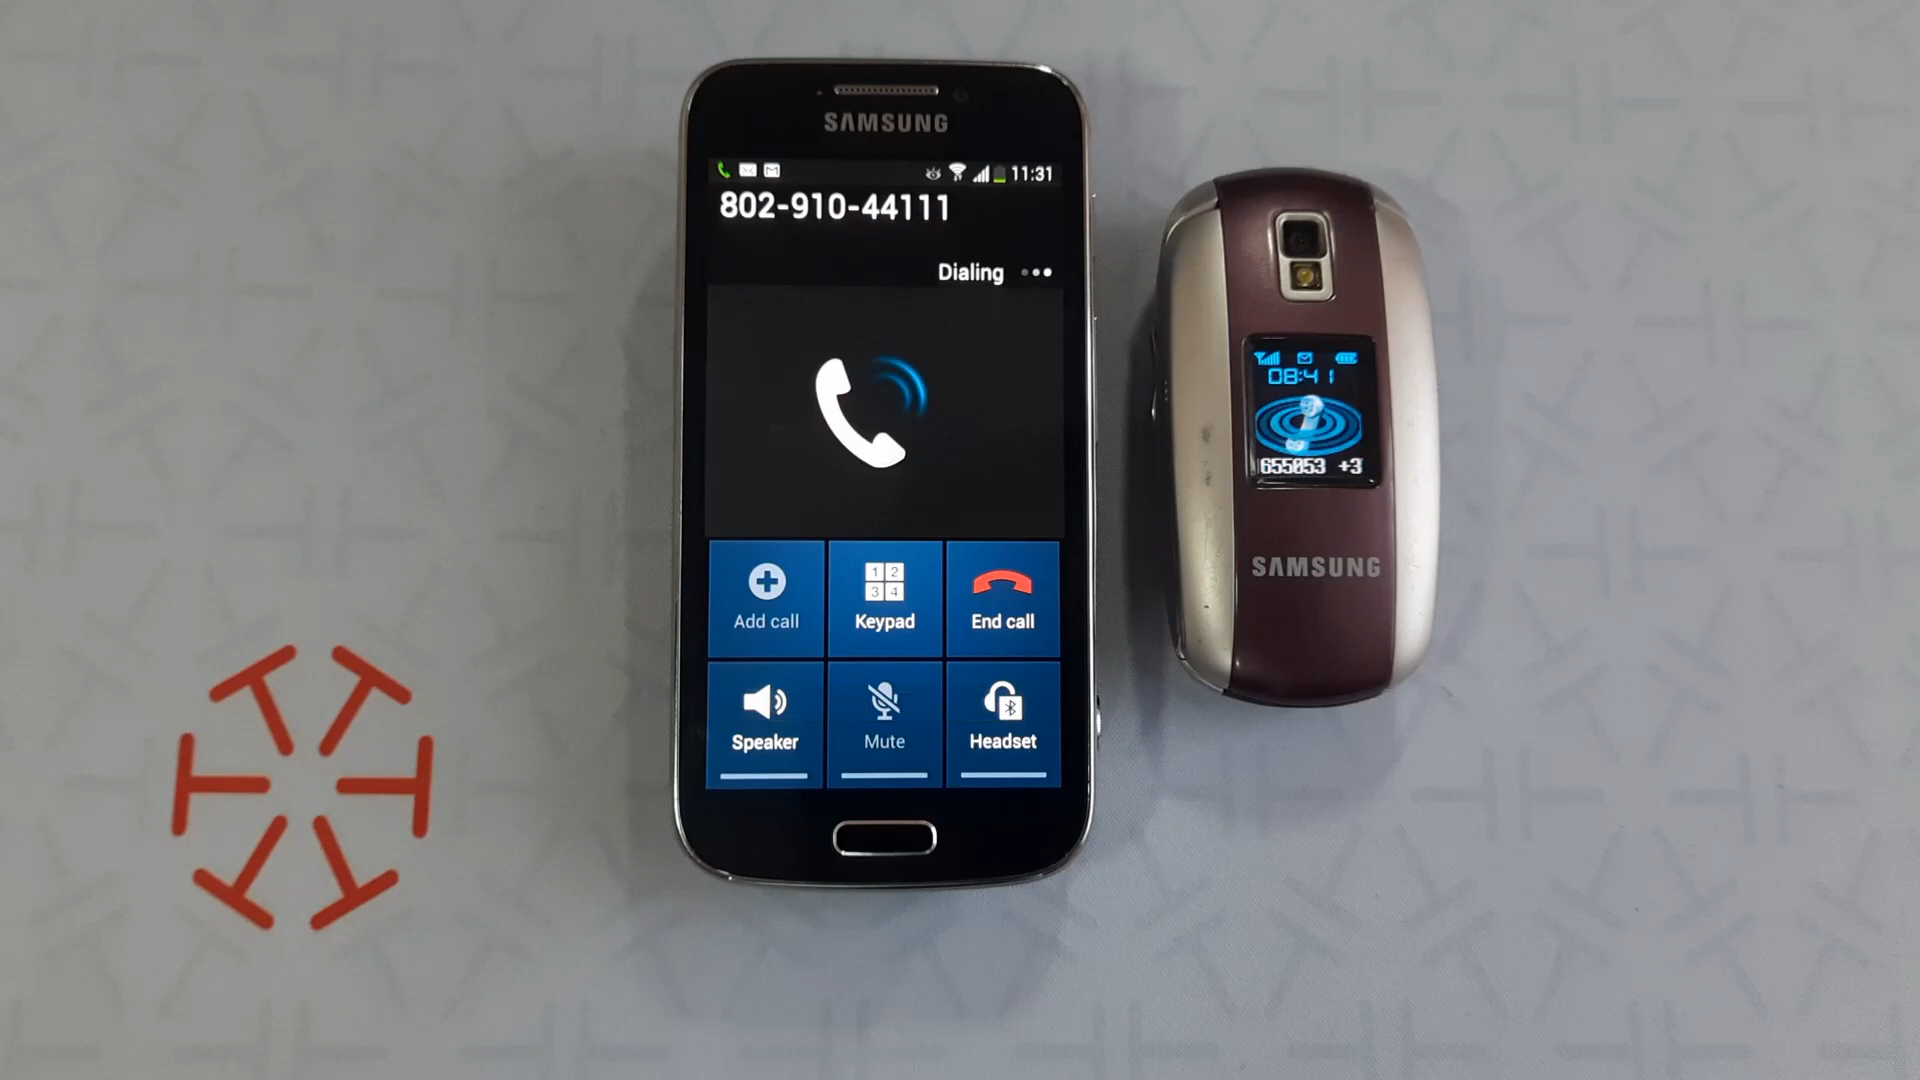 SAMSUNG
11:31
802-910-44111
Dialing
Add call
1 2
3 4
Keypad
End call
Speaker
Mute
Headset
08:41
655053 +3
SAMSUNG